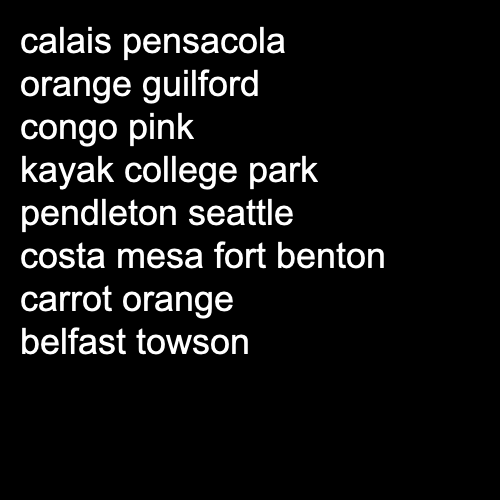 calais pensacola
orange guilford
congo pink
kayak college park
pendleton seattle
costa mesa fort benton
carrot orange
belfast towson